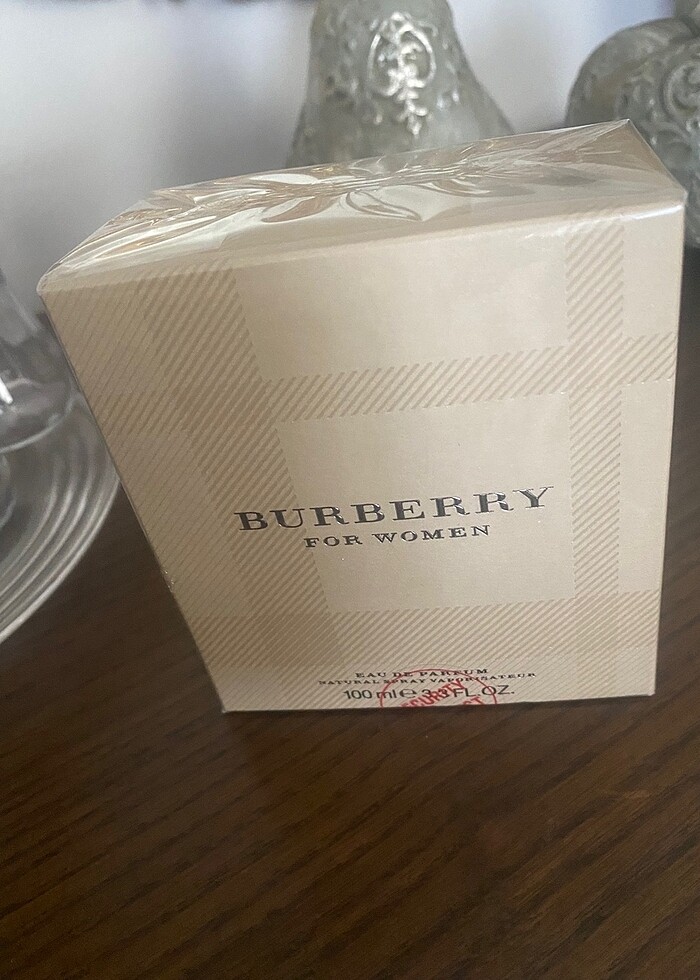 BURBERRY
FOR WOMEN
EAU DE PARFUM
NATURAL SPRAY VAPORISATEUR
100 ml ℮ 3.3 FL.OZ.